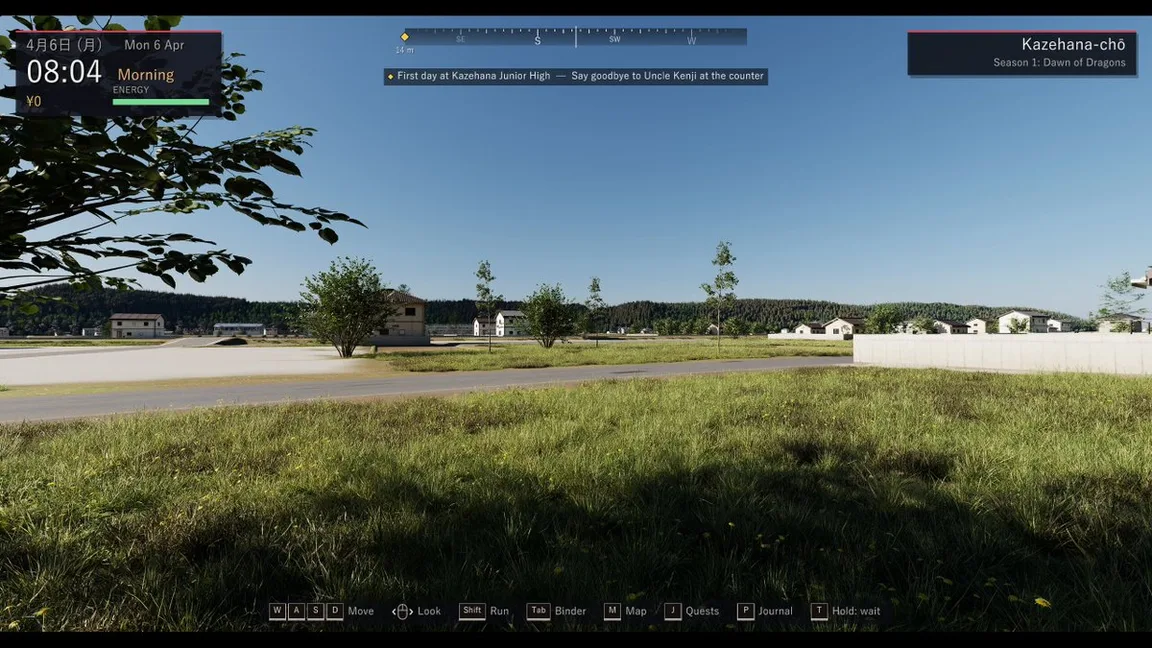 4月6日 (月) Mon 6 Apr
08:04 Morning
ENERGY
¥0
SE S SW W
14 m
First day at Kazehana Junior High — Say goodbye to Uncle Kenji at the counter
Kazehana-chō
Season 1: Dawn of Dragons
W A S D Move Look Shift Run Tab Binder M Map J Quests P Journal T Hold: wait